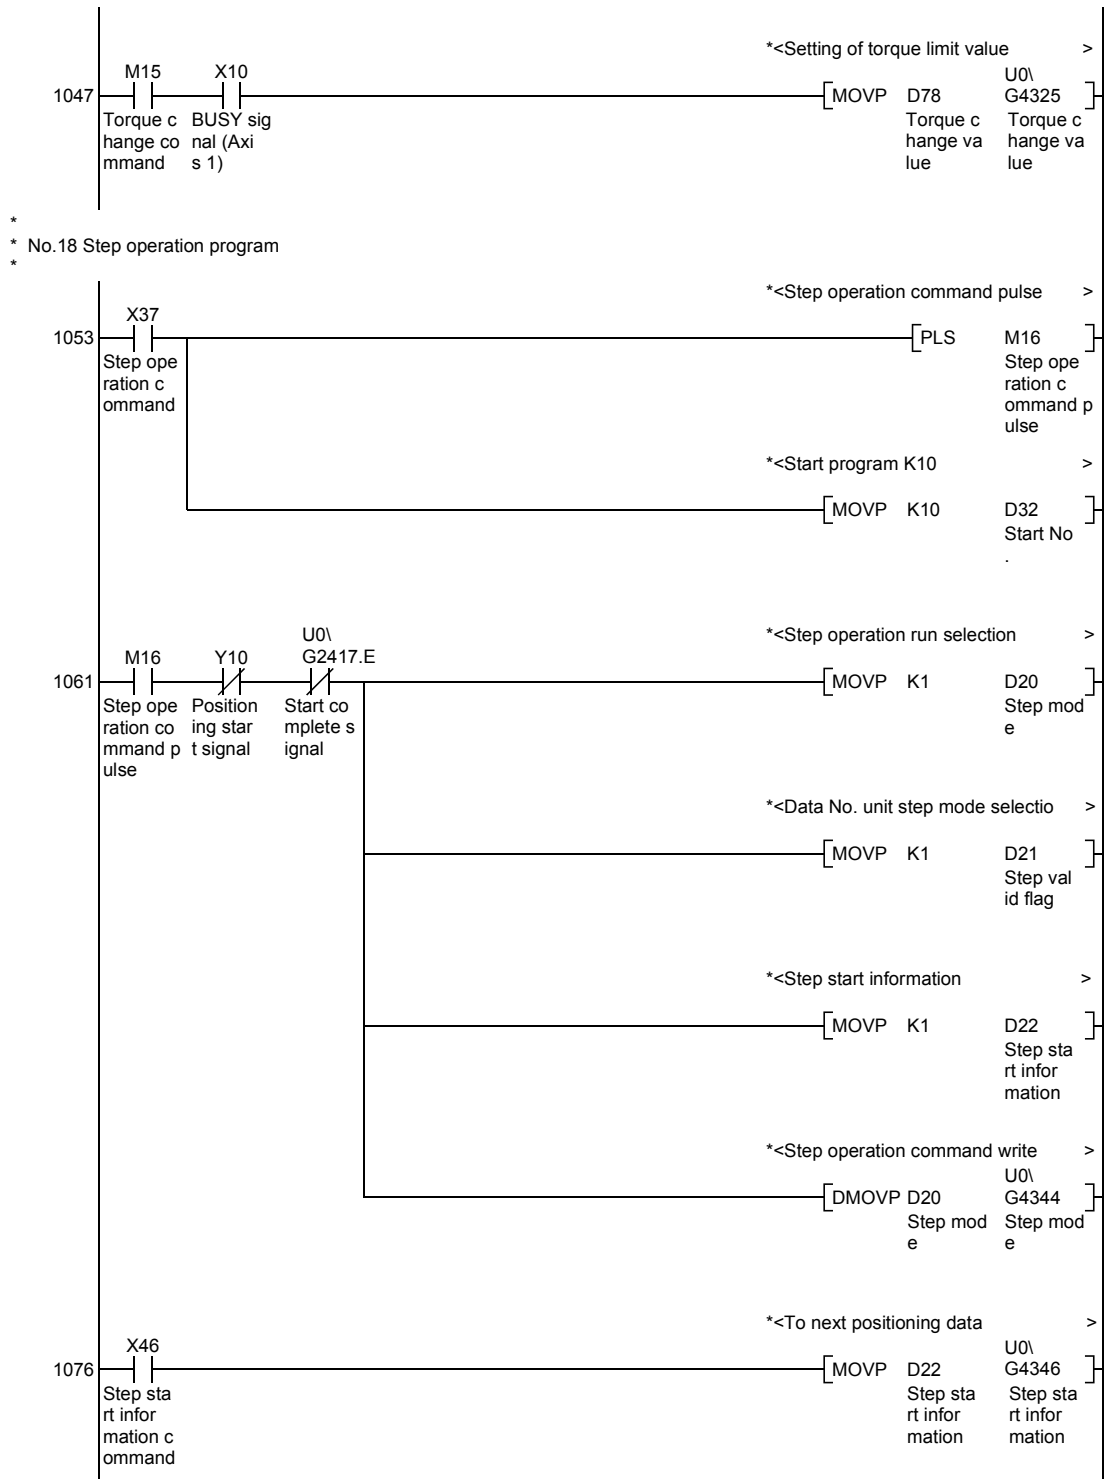 *<Setting of torque limit value >
M15 X10 U0\
1047 MOVP D78 G4325
Torque c BUSY sig Torque c Torque c
hange co nal (Axi hange va hange va
mmand s 1) lue lue
*
* No.18 Step operation program
*
*<Step operation command pulse >
X37
1053 PLS M16
Step ope Step ope
ration c ration c
ommand ommand p
ulse
*<Start program K10 >
MOVP K10 D32
Start No
.
U0\ *<Step operation run selection >
M16 Y10 G2417.E
1061 MOVP K1 D20
Step ope Position Start co Step mod
ration co ing star mplete s e
mmand p t signal ignal
ulse
*<Data No. unit step mode selectio >
MOVP K1 D21
Step val
id flag
*<Step start information >
MOVP K1 D22
Step sta
rt infor
mation
*<Step operation command write >
U0\
DMOVP D20 G4344
Step mod Step mod
e e
*<To next positioning data >
X46 U0\
1076 MOVP D22 G4346
Step sta Step sta Step sta
rt infor rt infor rt infor
mation c mation mation
ommand